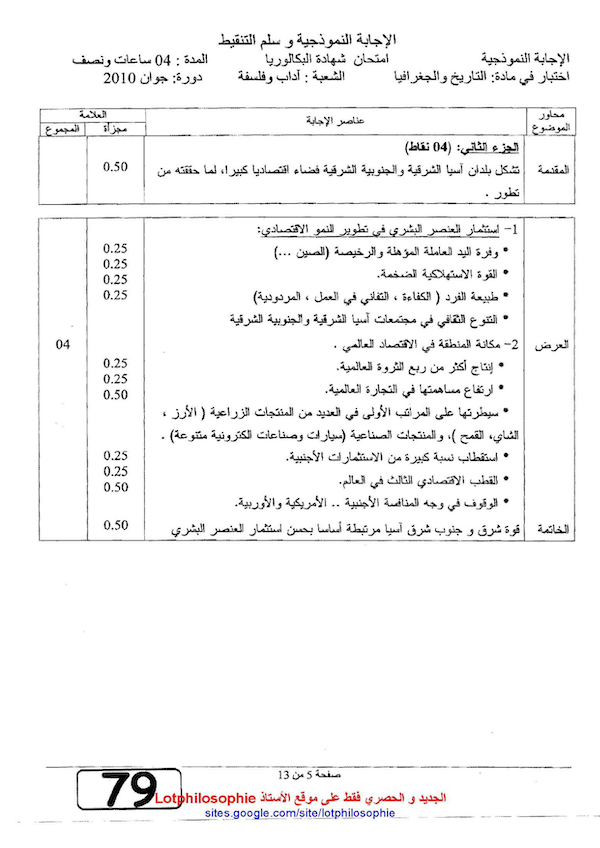 الإجابة النموذجية و سلم التنقيط
الإجابة النموذجية امتحان شهادة البكالوريا المدة : 04 ساعات ونصف
اختبار في مادة: التاريخ والجغرافيا الشعبة : آداب وفلسفة دورة: جوان 2010
محاور الموضوع
عناصر الإجابة
العلامة
مجزأة
المجموع
الجزء الثاني: (04 نقاط)
المقدمة
تشكل بلدان آسيا الشرقية والجنوبية الشرقية فضاء اقتصاديا كبيرا، لما حققته من
تطور .
0.50
1- استثمار العنصر البشري في تطوير النمو الاقتصادي:
• وفرة اليد العاملة المؤهلة والرخيصة (الصين ...)
0.25
• القوة الاستهلاكية الضخمة.
0.25
0.25
• طبيعة الفرد ( الكفاءة ، التفاني في العمل ، المردودية)
0.25
• التنوع الثقافي في مجتمعات آسيا الشرقية والجنوبية الشرقية
العرض
2- مكانة المنطقة في الاقتصاد العالمي .
04
• إنتاج أكثر من ربع الثروة العالمية.
0.25
• ارتفاع مساهمتها في التجارة العالمية.
0.25
0.50
• سيطرتها على المراتب الأولى في العديد من المنتجات الزراعية ( الأرز ،
الشاي، القمح )، والمنتجات الصناعية (سيارات وصناعات الكترونية متنوعة) .
• استقطاب نسبة كبيرة من الاستثمارات الأجنبية.
0.25
0.25
• القطب الاقتصادي الثالث في العالم.
0.50
• الوقوف في وجه المنافسة الأجنبية .. الأمريكية والأوربية.
الخاتمة
قوة شرق و جنوب شرق آسيا مرتبطة أساسا بحسن استثمار العنصر البشري
0.50
صفحة 5 من 13
79
الجديد و الحصري فقط على موقع الأستاذ Lotphilosophie
sites.google.com/site/lotphilosophie